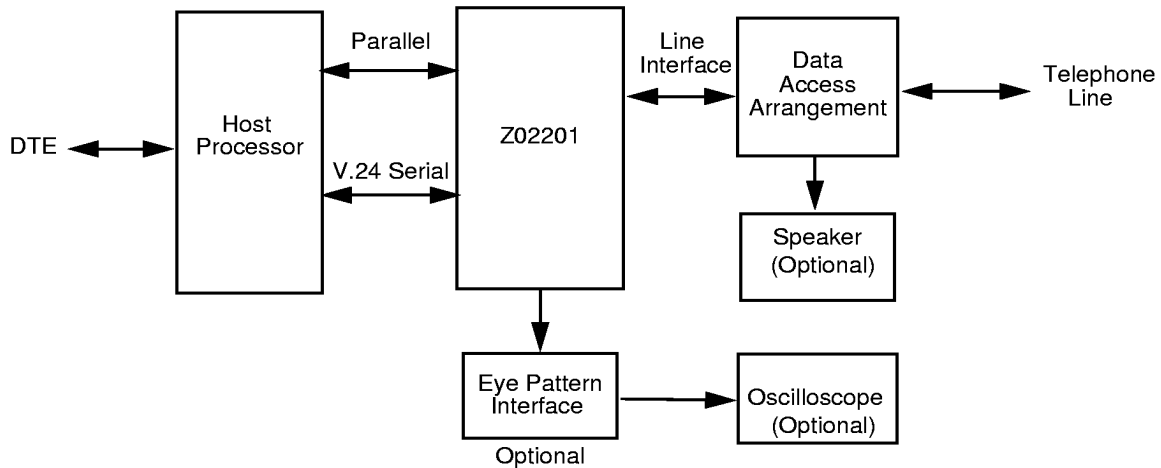 DTE
Host
Processor
Parallel
V.24 Serial
Z02201
Line
Interface
Data
Access
Arrangement
Telephone
Line
Speaker
(Optional)
Eye Pattern
Interface
Optional
Oscilloscope
(Optional)